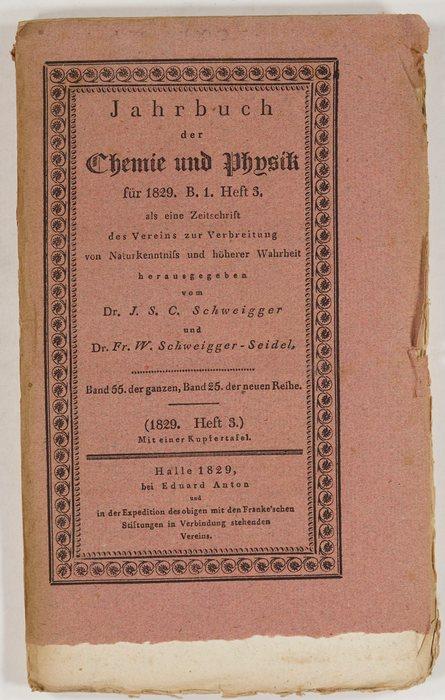 Jahrbuch
der
Chemie und Physik
für 1829. B. 1. Heft 3.
als eine Zeitschrift
des Vereins zur Verbreitung
von Naturkenntniſs und höherer Wahrheit
herausgegeben
vom
Dr. J. S. C. Schweigger
und
Dr. Fr. W. Schweigger-Seidel.
Band 55. der ganzen, Band 25. der neuen Reihe.
(1829. Heft 3.)
Mit einer Kupfertafel.
Halle 1829,
bei Eduard Anton
und
in der Expedition des obigen mit den Franke'schen
Stiftungen in Verbindung stehenden
Vereins.